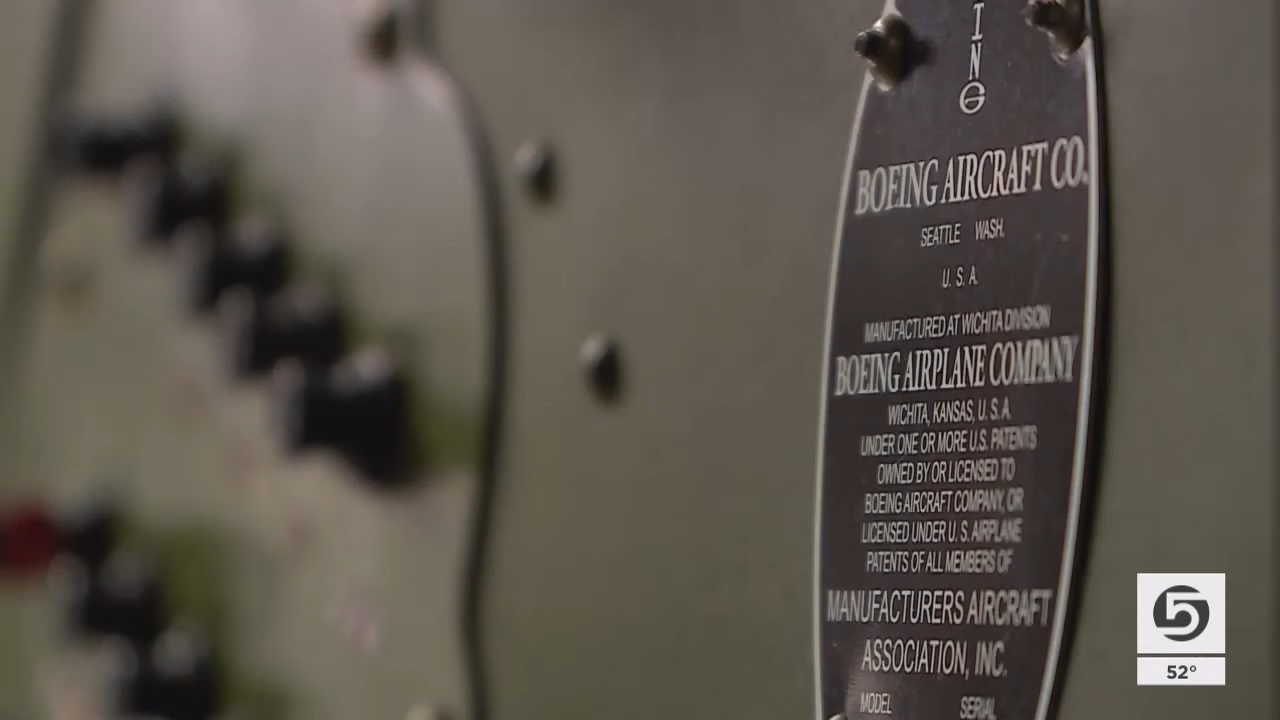 I
N
G
BOEING AIRCRAFT CO.
SEATTLE WASH.
U. S. A.
MANUFACTURED AT WICHITA DIVISION
BOEING AIRPLANE COMPANY
WICHITA, KANSAS, U. S. A.
UNDER ONE OR MORE U.S. PATENTS
OWNED BY OR LICENSED TO
BOEING AIRCRAFT COMPANY, OR
LICENSED UNDER U. S. AIRPLANE
PATENTS OF ALL MEMBERS OF
MANUFACTURERS AIRCRAFT
ASSOCIATION, INC.
MODEL SERIAL
5
52°